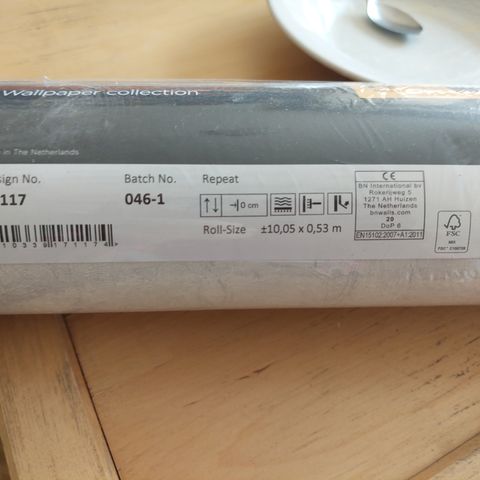 Wallpaper collection
in The Netherlands
sign No.
117
Batch No.
046-1
Repeat
0 cm
Roll-Size ±10,05 x 0,53 m
CE
BN International bv
Rokerijweg 5
1271 AH Huizen
The Netherlands
bnwalls.com
20
DoP 6
EN15102:2007+A1:2011
FSC
MIX